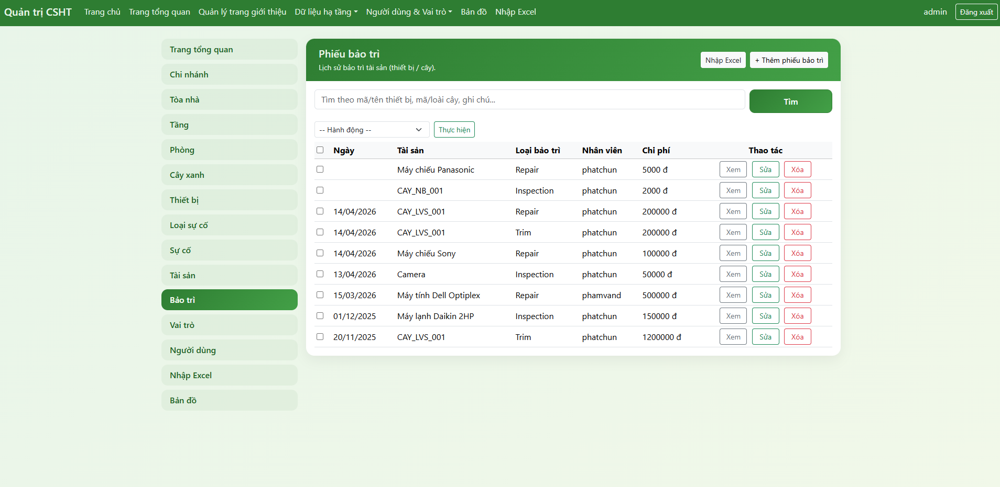 Quản trị CSHT Trang chủ Trang tổng quan Quản lý trang giới thiệu Dữ liệu hạ tầng Người dùng & Vai trò Bản đồ Nhập Excel admin Đăng xuất
Trang tổng quan
Chi nhánh
Tòa nhà
Tầng
Phòng
Cây xanh
Thiết bị
Loại sự cố
Sự cố
Tài sản
Bảo trì
Vai trò
Người dùng
Nhập Excel
Bản đồ
Phiếu bảo trì
Lịch sử bảo trì tài sản (thiết bị / cây).
Nhập Excel + Thêm phiếu bảo trì
Tìm theo mã/tên thiết bị, mã/loài cây, ghi chú... Tìm
-- Hành động -- Thực hiện
Ngày Tài sản Loại bảo trì Nhân viên Chi phí Thao tác
Máy chiếu Panasonic Repair phatchun 5000 đ Xem Sửa Xóa
CAY_NB_001 Inspection phatchun 2000 đ Xem Sửa Xóa
14/04/2026 CAY_LVS_001 Repair phatchun 200000 đ Xem Sửa Xóa
14/04/2026 CAY_LVS_001 Trim phatchun 200000 đ Xem Sửa Xóa
14/04/2026 Máy chiếu Sony Repair phatchun 100000 đ Xem Sửa Xóa
13/04/2026 Camera Inspection phatchun 50000 đ Xem Sửa Xóa
15/03/2026 Máy tính Dell Optiplex Repair phamvand 500000 đ Xem Sửa Xóa
01/12/2025 Máy lạnh Daikin 2HP Inspection phatchun 150000 đ Xem Sửa Xóa
20/11/2025 CAY_LVS_001 Trim phatchun 1200000 đ Xem Sửa Xóa